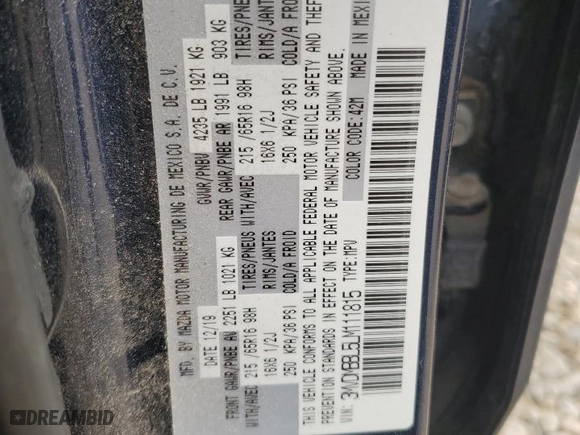 MFD. BY MAZDA MOTOR MANUFACTURING DE MEXICO S.A. DE C.V.
DATE 12/19 GVWR/PNBV 4235 LB 1921 KG
FRONT GAWR/PNBE AV 2251 LB 1021 KG REAR GAWR/PNBE AR 1991 LB 903 KG
WITH/AVEC TIRES/PNEUS WITH/AVEC TIRES/PNE
215 /65R16 98H 215 /65R16 98H
16X6 1/2J RIMS/JANTES 16X6 1/2J RIMS/JAN
250 KPA/36 PSI COLD/A FROID 250 KPA/36 PSI COLD/A FROID
THIS VEHICLE CONFORMS TO ALL APPLICABLE FEDERAL MOTOR VEHICLE SAFETY AND THEFT
STANDARDS IN EFFECT ON THE DATE OF MANUFACTURE SHOWN ABOVE.
VIN: TYPE:MPV COLOR CODE:42M MADE IN MEXI
DREAMBID